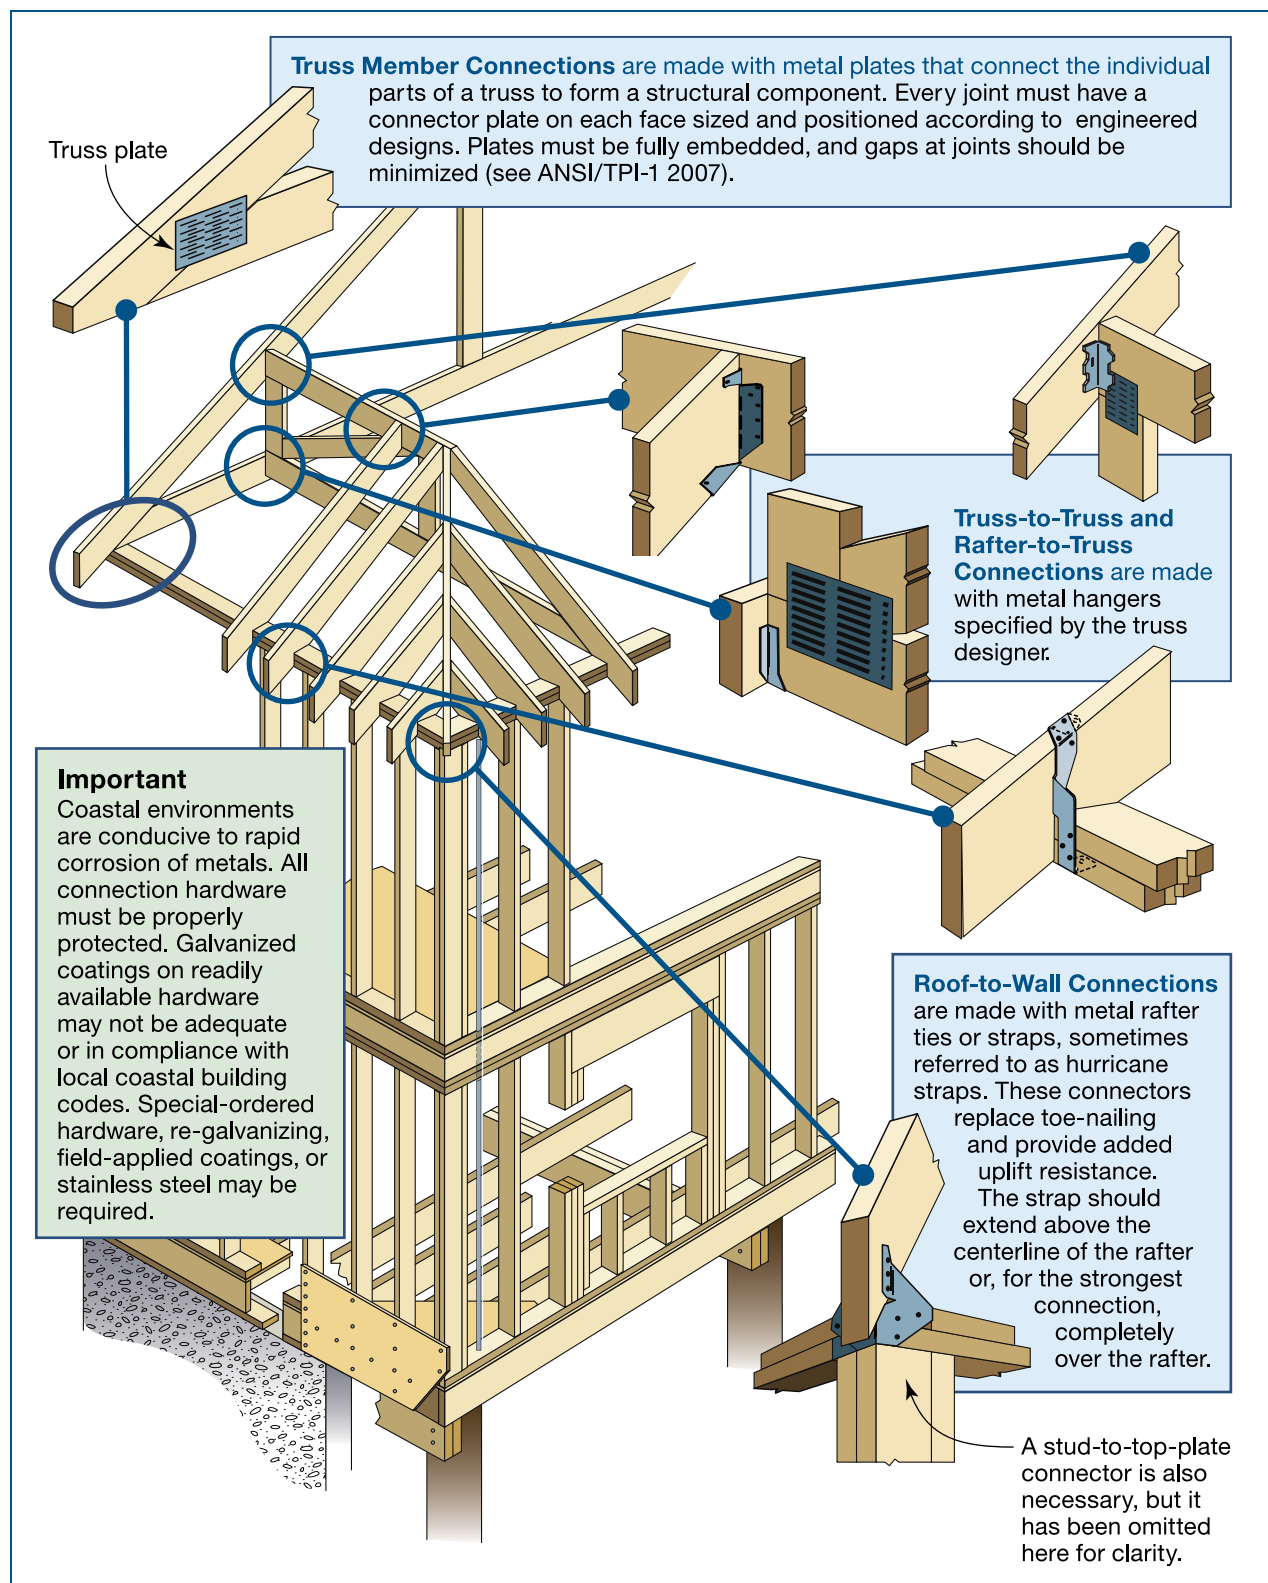 Truss Member Connections are made with metal plates that connect the individual
parts of a truss to form a structural component. Every joint must have a
connector plate on each face sized and positioned according to engineered
designs. Plates must be fully embedded, and gaps at joints should be
minimized (see ANSI/TPI-1 2007).
Truss plate
Truss-to-Truss and
Rafter-to-Truss
Connections are made
with metal hangers
specified by the truss
designer.
Important
Coastal environments
are conducive to rapid
corrosion of metals. All
connection hardware
must be properly
protected. Galvanized
coatings on readily
available hardware
may not be adequate
or in compliance with
local coastal building
codes. Special-ordered
hardware, re-galvanizing,
field-applied coatings, or
stainless steel may be
required.
Roof-to-Wall Connections
are made with metal rafter
ties or straps, sometimes
referred to as hurricane
straps. These connectors
replace toe-nailing
and provide added
uplift resistance.
The strap should
extend above the
centerline of the rafter
or, for the strongest
connection,
completely
over the rafter.
A stud-to-top-plate
connector is also
necessary, but it
has been omitted
here for clarity.